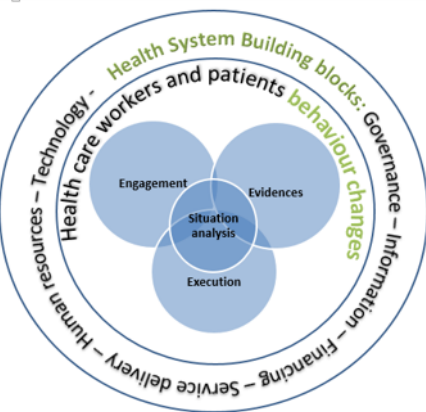 Health System Building blocks: Governance – Information – Financing – Service delivery – Human resources – Technology -
Health care workers and patients behaviour changes
Engagement
Evidences
Situation
analysis
Execution